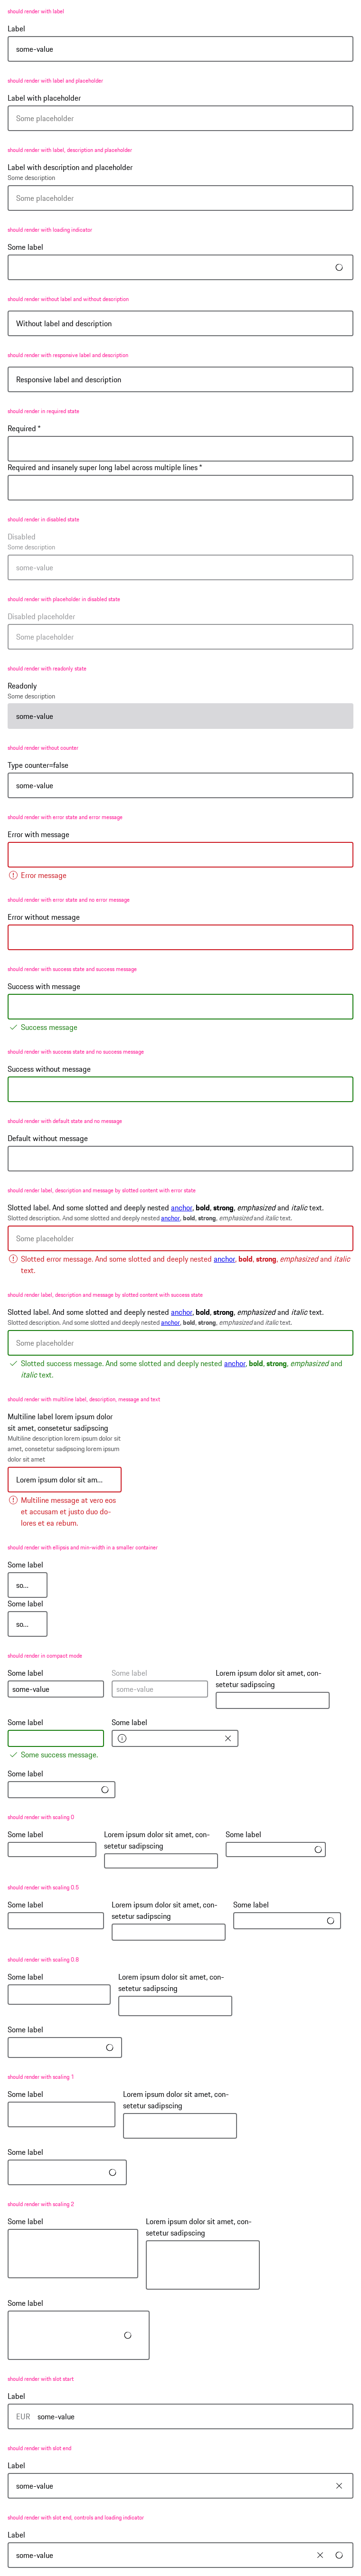 should render with label
Label
some-value
should render with label and placeholder
Label with placeholder
Some placeholder
should render with label, description and placeholder
Label with description and placeholder
Some description
Some placeholder
should render with loading indicator
Some label
should render without label and without description
Without label and description
should render with responsive label and description
Responsive label and description
should render in required state
Required *
Required and insanely super long label across multiple lines *
should render in disabled state
Disabled
Some description
some-value
should render with placeholder in disabled state
Disabled placeholder
Some placeholder
should render with readonly state
Readonly
Some description
some-value
should render without counter
Type counter=false
some-value
should render with error state and error message
Error with message
Error message
should render with error state and no error message
Error without message
should render with success state and success message
Success with message
Success message
should render with success state and no success message
Success without message
should render with default state and no message
Default without message
should render label, description and message by slotted content with error state
Slotted label. And some slotted and deeply nested anchor, bold, strong, emphasized and italic text.
Slotted description. And some slotted and deeply nested anchor, bold, strong, emphasized and italic text.
Some placeholder
Slotted error message. And some slotted and deeply nested anchor, bold, strong, emphasized and italic
text.
should render label, description and message by slotted content with success state
Slotted label. And some slotted and deeply nested anchor, bold, strong, emphasized and italic text.
Slotted description. And some slotted and deeply nested anchor, bold, strong, emphasized and italic text.
Some placeholder
Slotted success message. And some slotted and deeply nested anchor, bold, strong, emphasized and
italic text.
should render with multiline label, description, message and text
Multiline label lorem ipsum dolor
sit amet, consetetur sadipscing
Multiline description lorem ipsum dolor sit
amet, consetetur sadipscing lorem ipsum
dolor sit amet
Lorem ipsum dolor sit am…
Multiline message at vero eos
et accusam et justo duo do-
lores et ea rebum.
should render with ellipsis and min-width in a smaller container
Some label
so…
Some label
so…
should render in compact mode
Some label
some-value
Some label
some-value
Lorem ipsum dolor sit amet, con-
setetur sadipscing
Some label
Some success message.
Some label
Some label
should render with scaling 0
Some label
Lorem ipsum dolor sit amet, con-
setetur sadipscing
Some label
should render with scaling 0.5
Some label
Lorem ipsum dolor sit amet, con-
setetur sadipscing
Some label
should render with scaling 0.8
Some label
Lorem ipsum dolor sit amet, con-
setetur sadipscing
Some label
should render with scaling 1
Some label
Lorem ipsum dolor sit amet, con-
setetur sadipscing
Some label
should render with scaling 2
Some label
Lorem ipsum dolor sit amet, con-
setetur sadipscing
Some label
should render with slot start
Label
EUR some-value
should render with slot end
Label
some-value
should render with slot end, controls and loading indicator
Label
some-value